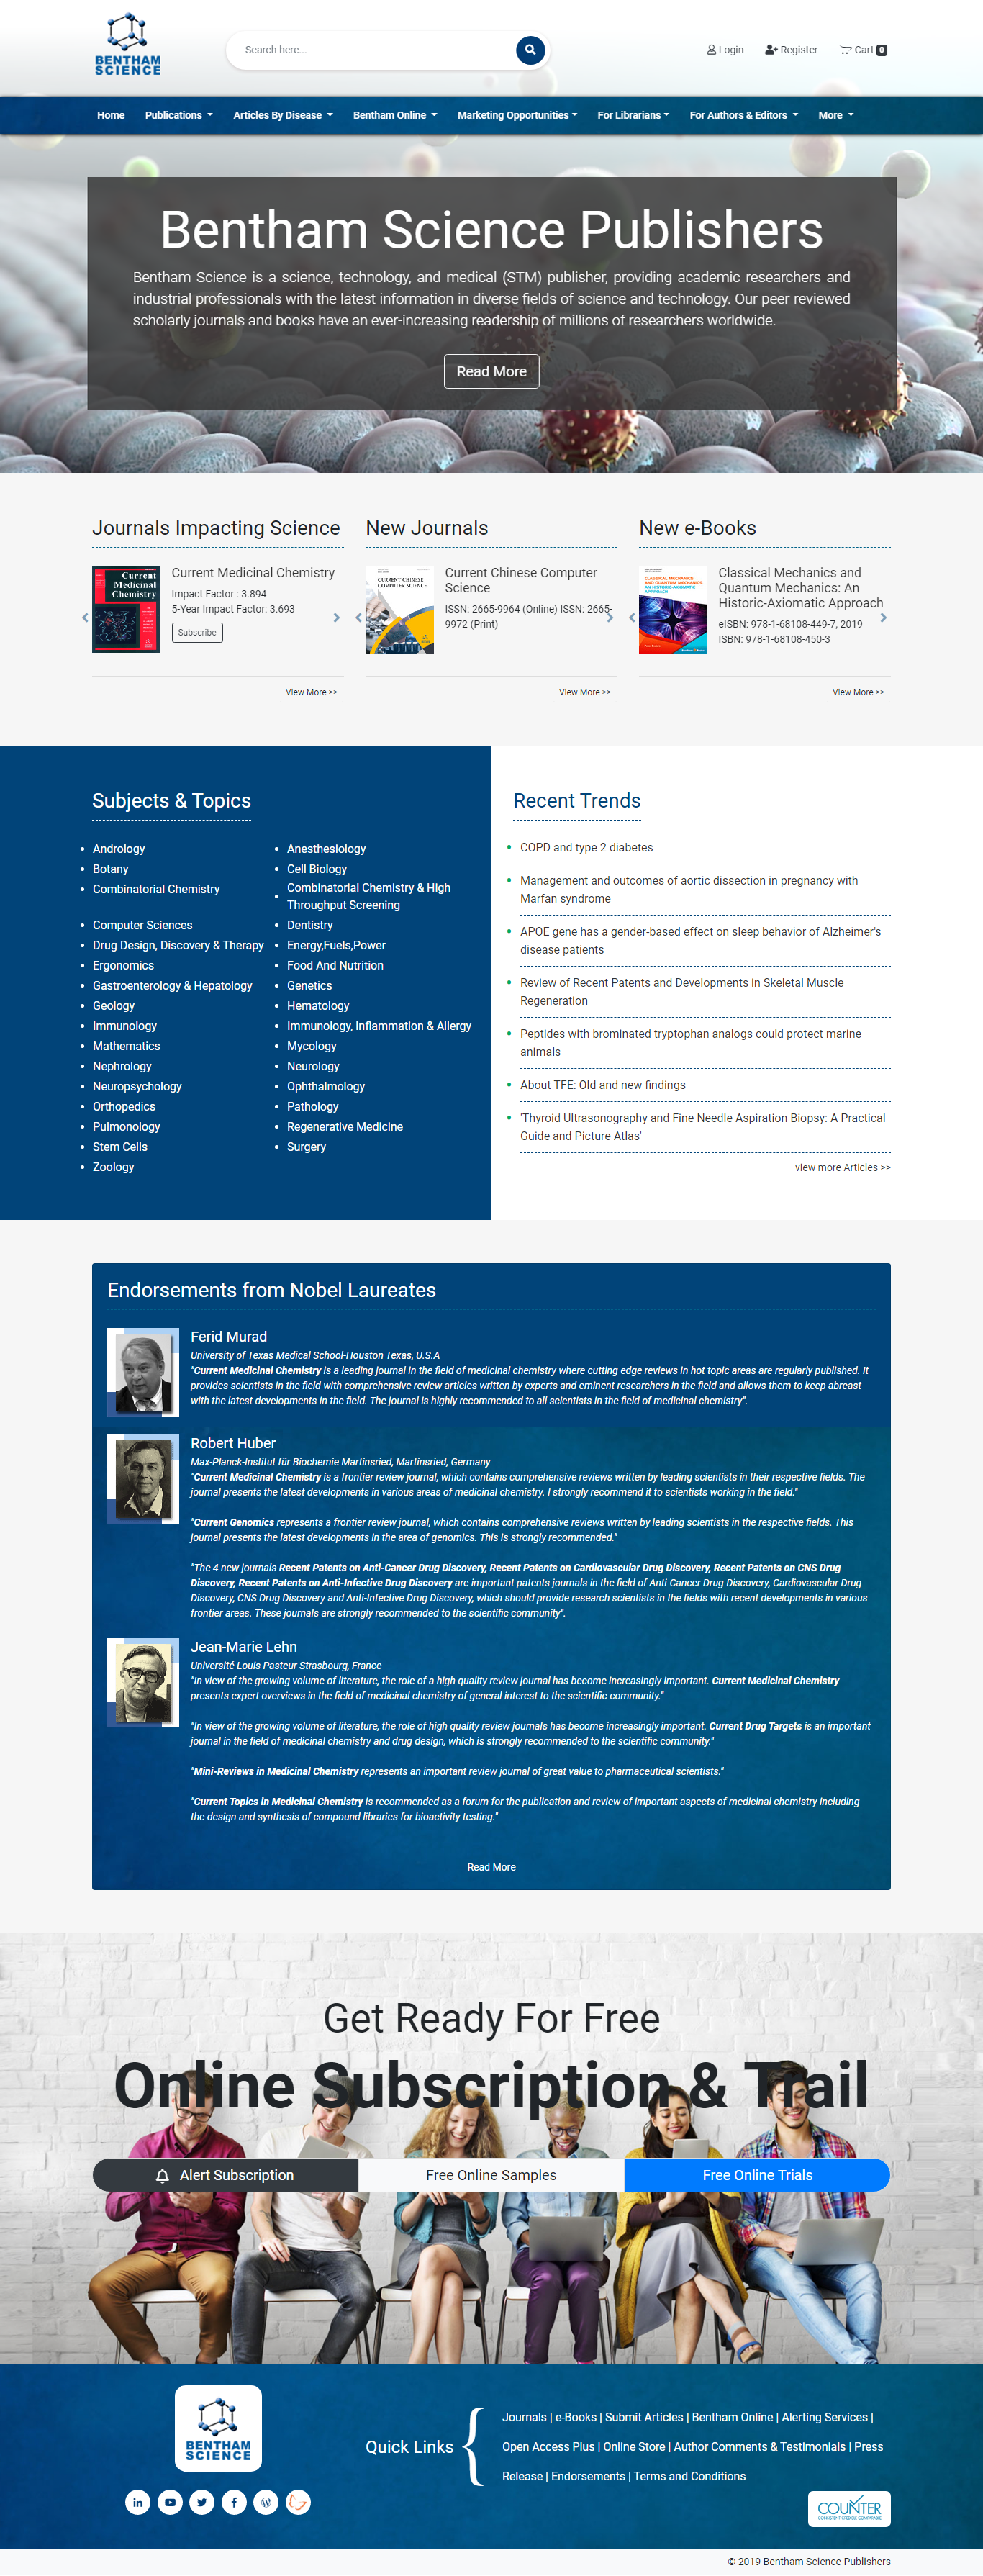 BENTHAM
SCIENCE
Search here...
Login
Register
Cart 0
Home
Publications
Articles By Disease
Bentham Online
Marketing Opportunities
For Librarians
For Authors & Editors
More
Bentham Science Publishers
Bentham Science is a science, technology, and medical (STM) publisher, providing academic researchers and
industrial professionals with the latest information in diverse fields of science and technology. Our peer-reviewed
scholarly journals and books have an ever-increasing readership of millions of researchers worldwide.
Read More
Journals Impacting Science
Current
Medicinal
Chemistry
Current Medicinal Chemistry
Impact Factor : 3.894
5-Year Impact Factor: 3.693
Subscribe
View More >>
New Journals
CURRENT CHINESE
COMPUTER SCIENCE
Current Chinese Computer
Science
ISSN: 2665-9964 (Online) ISSN: 2665-
9972 (Print)
View More >>
New e-Books
CLASSICAL MECHANICS
AND QUANTUM MECHANICS:
AN HISTORIC-AXIOMATIC
APPROACH
Classical Mechanics and
Quantum Mechanics: An
Historic-Axiomatic Approach
eISBN: 978-1-68108-449-7, 2019
ISBN: 978-1-68108-450-3
View More >>
Subjects & Topics
Andrology
Anesthesiology
Botany
Cell Biology
Combinatorial Chemistry
Combinatorial Chemistry & High
Throughput Screening
Computer Sciences
Dentistry
Drug Design, Discovery & Therapy
Energy,Fuels,Power
Ergonomics
Food And Nutrition
Gastroenterology & Hepatology
Genetics
Geology
Hematology
Immunology
Immunology, Inflammation & Allergy
Mathematics
Mycology
Nephrology
Neurology
Neuropsychology
Ophthalmology
Orthopedics
Pathology
Pulmonology
Regenerative Medicine
Stem Cells
Surgery
Zoology
Recent Trends
COPD and type 2 diabetes
Management and outcomes of aortic dissection in pregnancy with
Marfan syndrome
APOE gene has a gender-based effect on sleep behavior of Alzheimer's
disease patients
Review of Recent Patents and Developments in Skeletal Muscle
Regeneration
Peptides with brominated tryptophan analogs could protect marine
animals
About TFE: Old and new findings
'Thyroid Ultrasonography and Fine Needle Aspiration Biopsy: A Practical
Guide and Picture Atlas'
view more Articles >>
Endorsements from Nobel Laureates
Ferid Murad
University of Texas Medical School-Houston Texas, U.S.A
"Current Medicinal Chemistry is a leading journal in the field of medicinal chemistry where cutting edge reviews in hot topic areas are regularly published. It
provides scientists in the field with comprehensive review articles written by experts and eminent researchers in the field and allows them to keep abreast
with the latest developments in the field. The journal is highly recommended to all scientists in the field of medicinal chemistry".
Robert Huber
Max-Planck-Institut für Biochemie Martinsried, Martinsried, Germany
"Current Medicinal Chemistry is a frontier review journal, which contains comprehensive reviews written by leading scientists in their respective fields. The
journal presents the latest developments in various areas of medicinal chemistry. I strongly recommend it to scientists working in the field."
"Current Genomics represents a frontier review journal, which contains comprehensive reviews written by leading scientists in the respective fields. This
journal presents the latest developments in the area of genomics. This is strongly recommended."
"The 4 new journals Recent Patents on Anti-Cancer Drug Discovery, Recent Patents on Cardiovascular Drug Discovery, Recent Patents on CNS Drug
Discovery, Recent Patents on Anti-Infective Drug Discovery are important patents journals in the field of Anti-Cancer Drug Discovery, Cardiovascular Drug
Discovery, CNS Drug Discovery and Anti-Infective Drug Discovery, which should provide research scientists in the fields with recent developments in various
frontier areas. These journals are strongly recommended to the scientific community".
Jean-Marie Lehn
Université Louis Pasteur Strasbourg, France
"In view of the growing volume of literature, the role of a high quality review journal has become increasingly important. Current Medicinal Chemistry
presents expert overviews in the field of medicinal chemistry of general interest to the scientific community."
"In view of the growing volume of literature, the role of high quality review journals has become increasingly important. Current Drug Targets is an important
journal in the field of medicinal chemistry and drug design, which is strongly recommended to the scientific community."
"Mini-Reviews in Medicinal Chemistry represents an important review journal of great value to pharmaceutical scientists."
"Current Topics in Medicinal Chemistry is recommended as a forum for the publication and review of important aspects of medicinal chemistry including
the design and synthesis of compound libraries for bioactivity testing."
Read More
Get Ready For Free
Online Subscription & Trail
Alert Subscription
Free Online Samples
Free Online Trials
BENTHAM
SCIENCE
Quick Links
Journals | e-Books | Submit Articles | Bentham Online | Alerting Services |
Open Access Plus | Online Store | Author Comments & Testimonials | Press
Release | Endorsements | Terms and Conditions
COUNTER
© 2019 Bentham Science Publishers